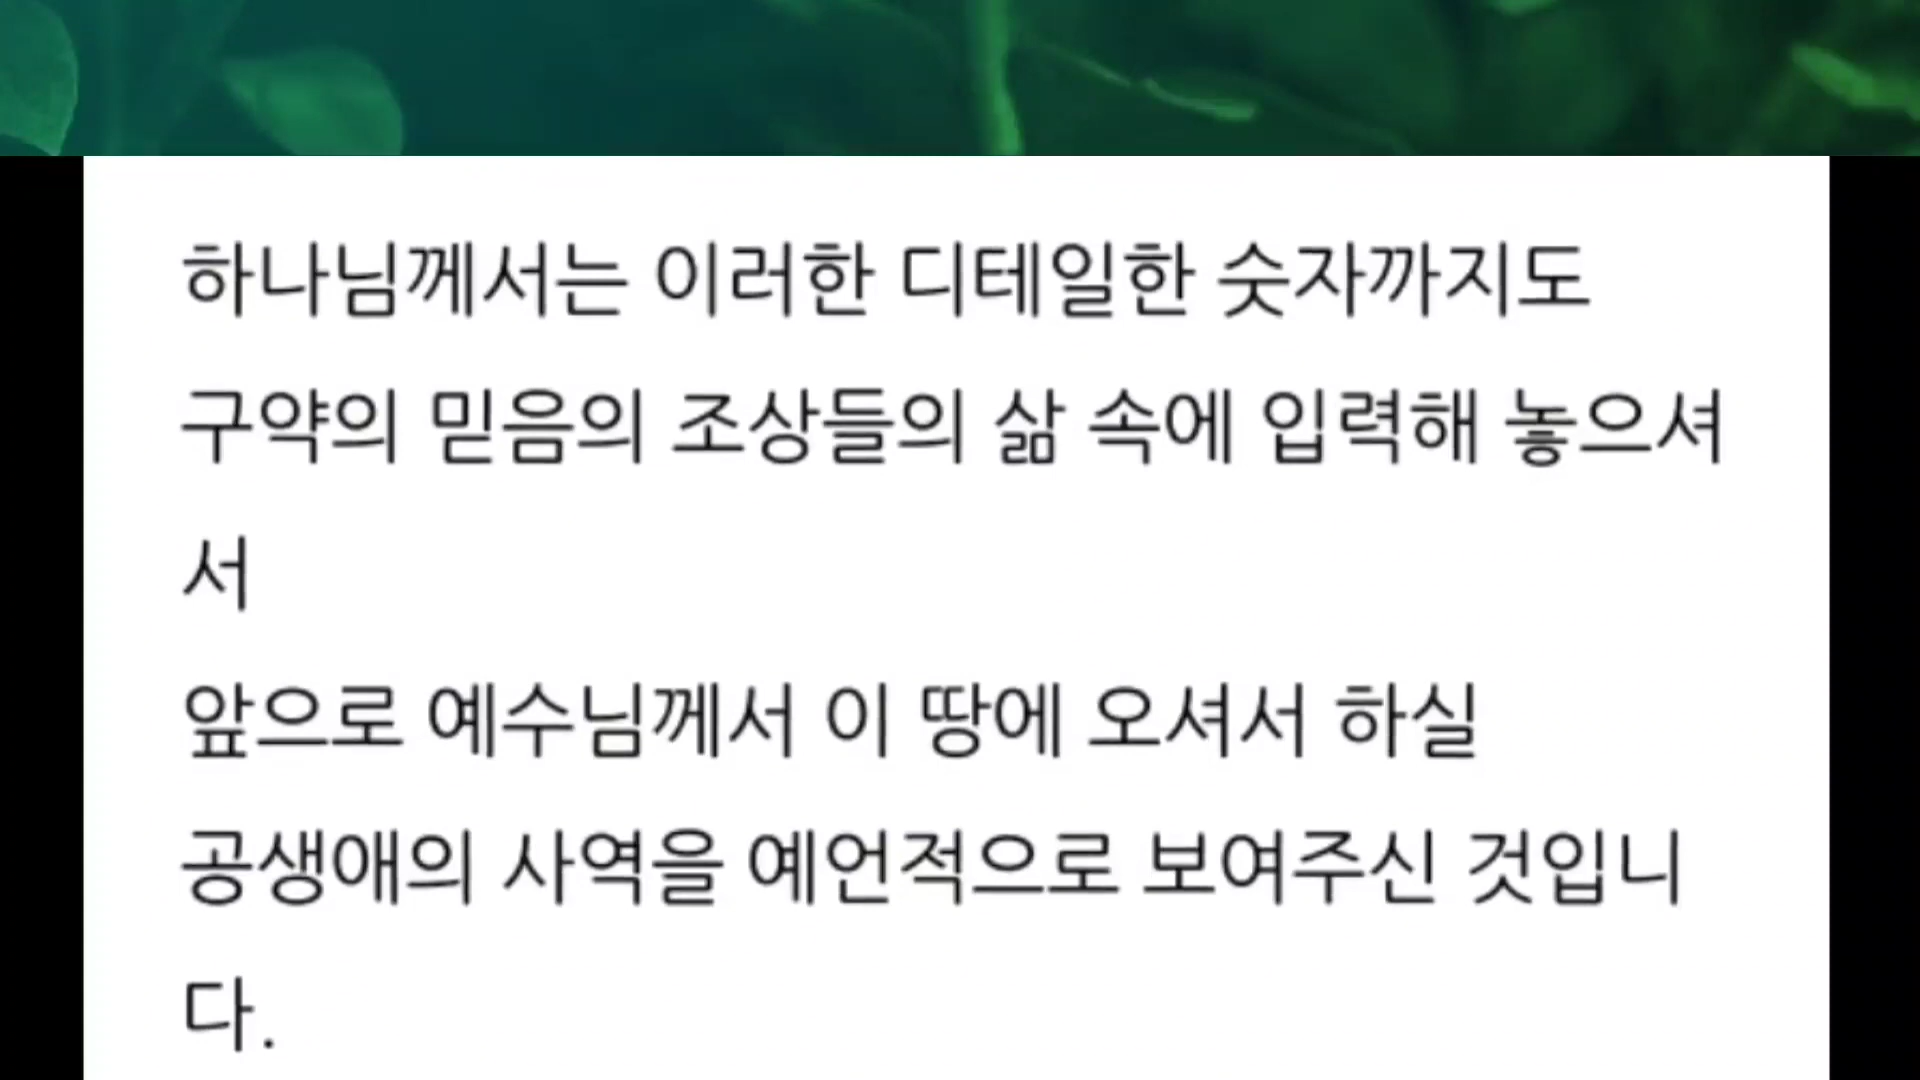 하나님께서는 이러한 디테일한 숫자까지도
구약의 믿음의 조상들의 삶 속에 입력해 놓으셔
서
앞으로 예수님께서 이 땅에 오셔서 하실
공생애의 사역을 예언적으로 보여주신 것입니
다.